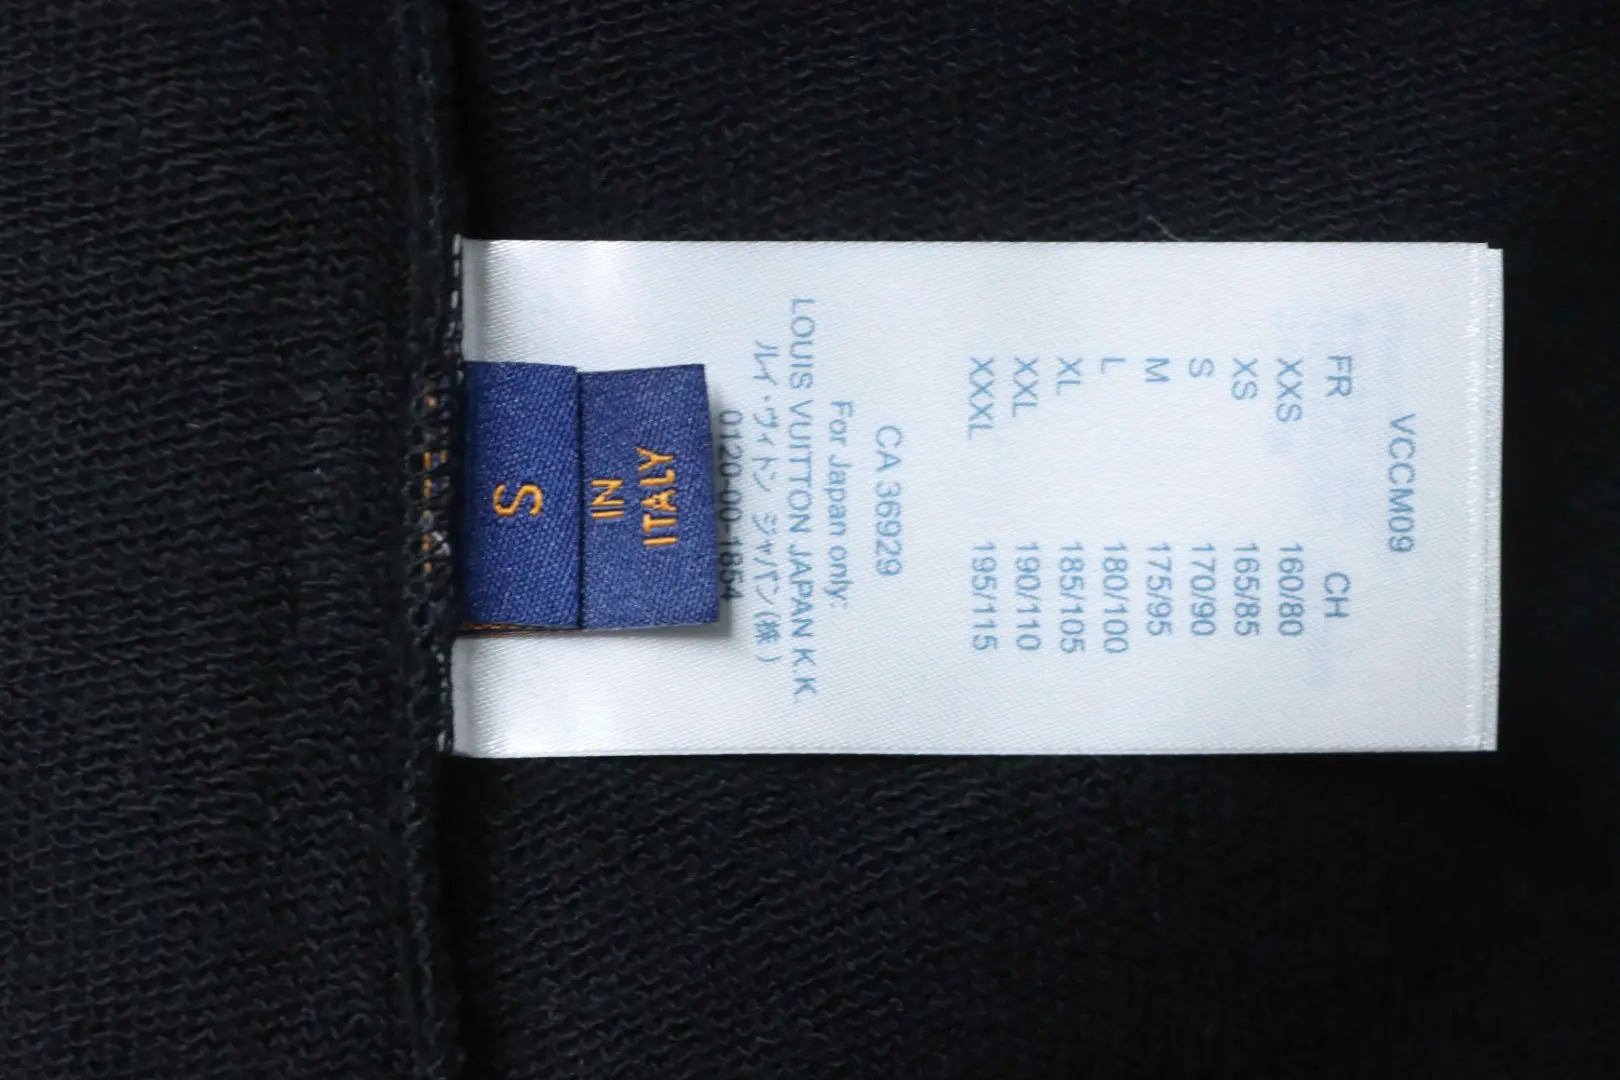 VCCM09
FR CH
XXS 160/80
XS 165/85
S 170/90
M 175/95
L 180/100
XL 185/105
XXL 190/110
XXXL 195/115
CA 36929
For Japan only:
LOUIS VUITTON JAPAN K.K.
ルイ・ヴィトン ジャパン(株)
0120-00-1854
S
IN
ITALY